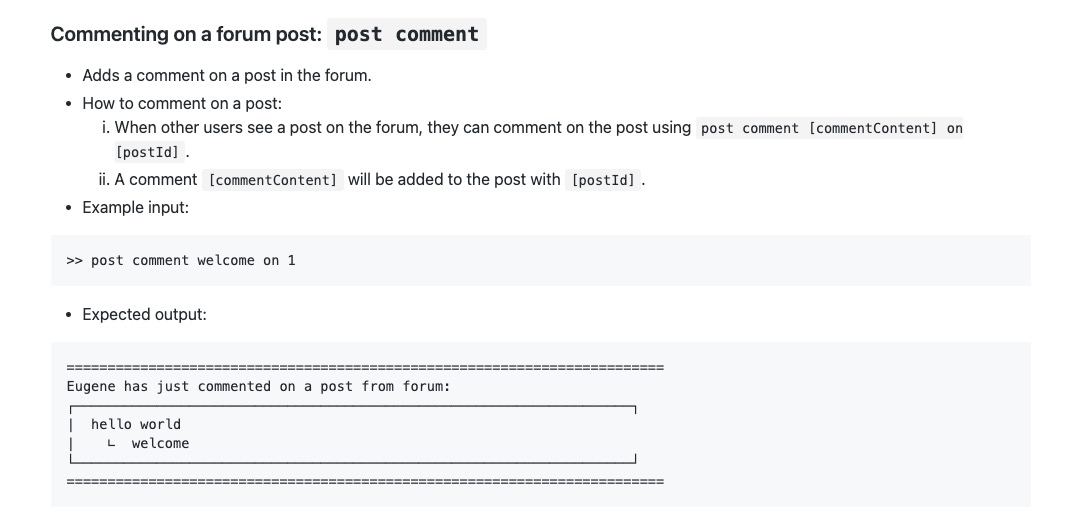 Commenting on a forum post: post comment
• Adds a comment on a post in the forum.
• How to comment on a post:
i. When other users see a post on the forum, they can comment on the post using post comment [commentContent] on
[postId] .
ii. A comment [commentContent] will be added to the post with [postId] .
• Example input:
>> post comment welcome on 1
• Expected output:
=========================================================================
Eugene has just commented on a post from forum:
┌────────────────────────────────────────────────────────────────────┐
|  hello world
|    ∟  welcome
└────────────────────────────────────────────────────────────────────┘
=========================================================================